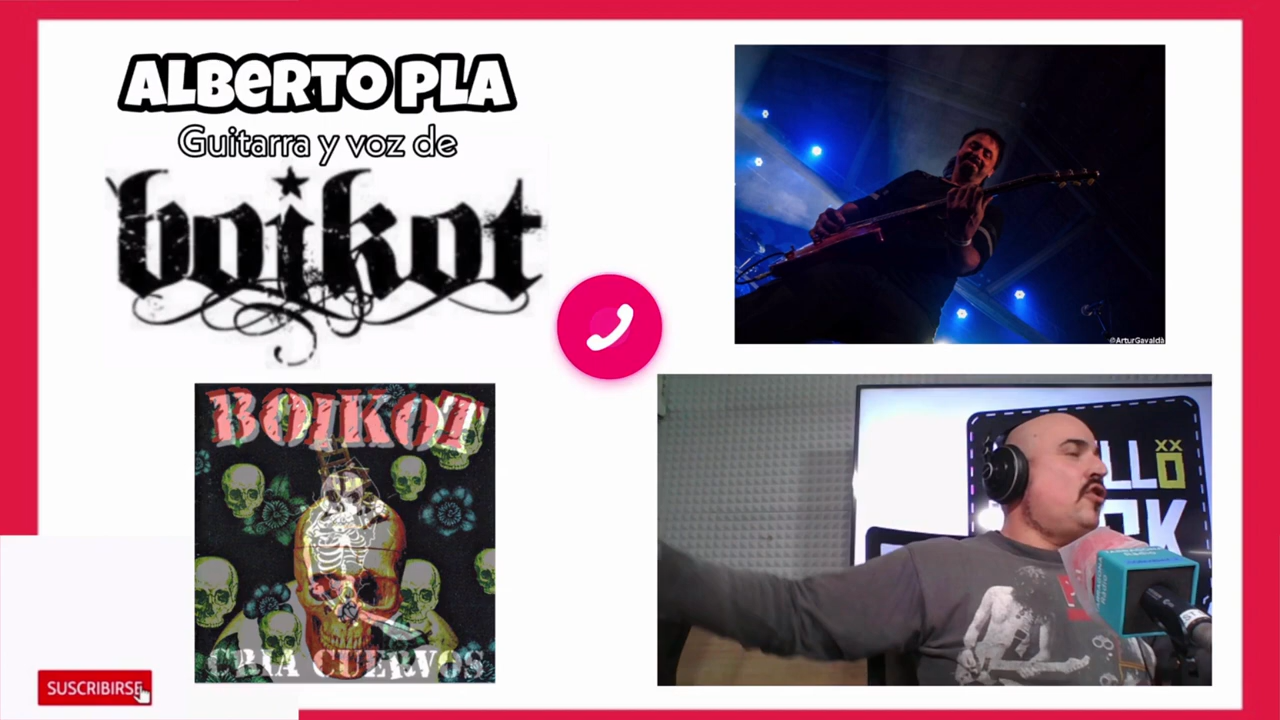 ALBERTO PLA
Guitarra y voz de
boikot
@ArturGavaldà
BOIKOT
CRIA CUERVOS
SUSCRIBIRSE